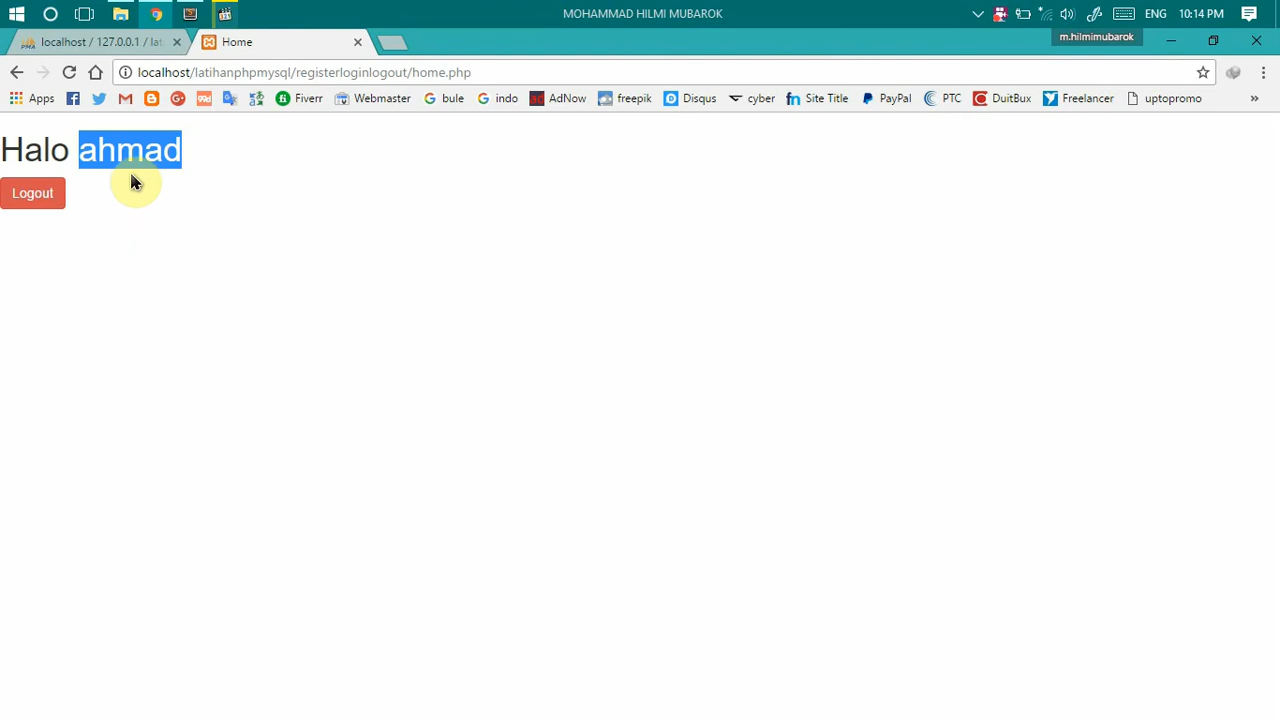 MOHAMMAD HILMI MUBAROK
ENG 10:14 PM
m.hilmimubarok
localhost / 127.0.0.1 / lat
Home
localhost/latihanphpmysql/registerloginlogout/home.php
Apps Fiverr Webmaster bule indo AdNow freepik Disqus cyber Site Title PayPal PTC DuitBux Freelancer uptopromo »
Halo ahmad
Logout